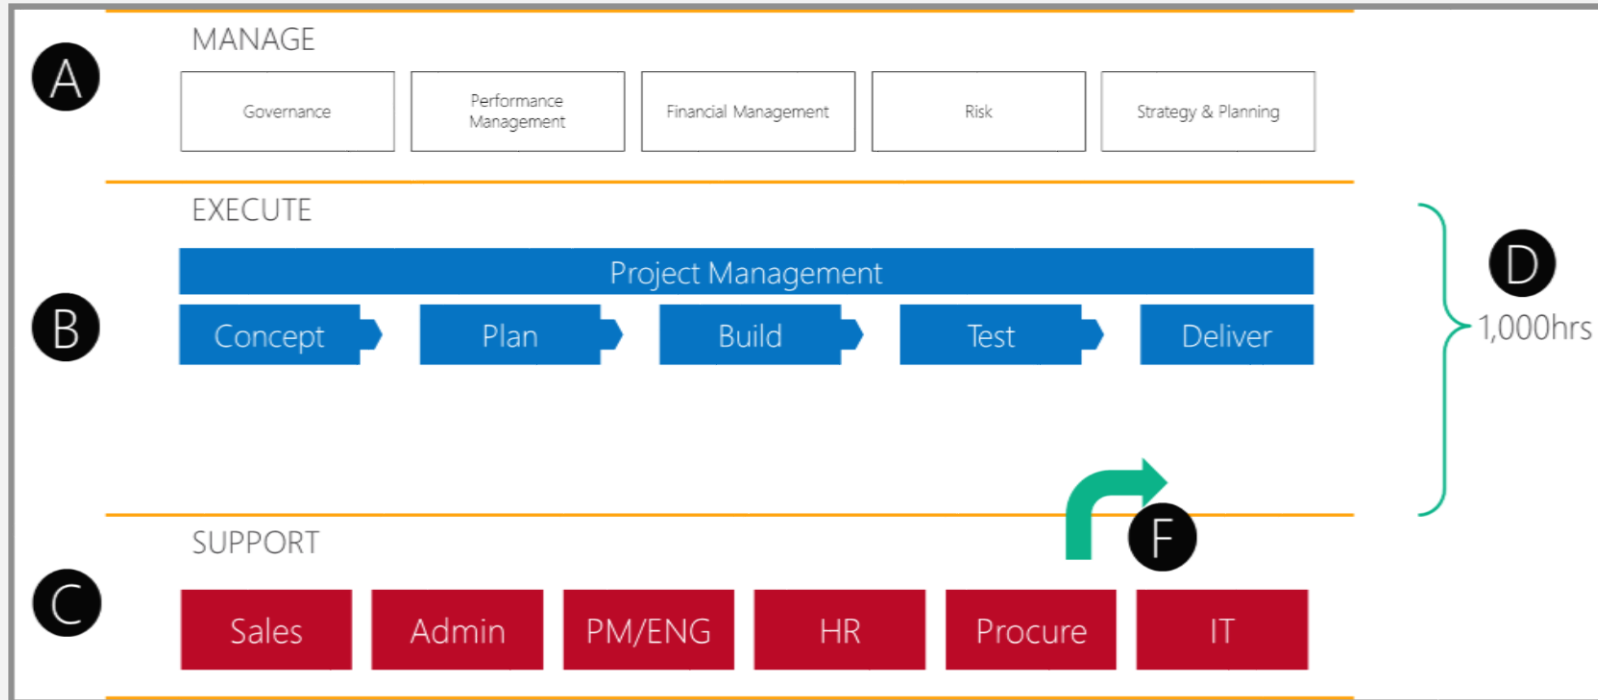 A
MANAGE
Governance
Performance
Management
Financial Management
Risk
Strategy & Planning
EXECUTE
B
Project Management
Concept
Plan
Build
Test
Deliver
D
1,000hrs
F
SUPPORT
C
Sales
Admin
PM/ENG
HR
Procure
IT